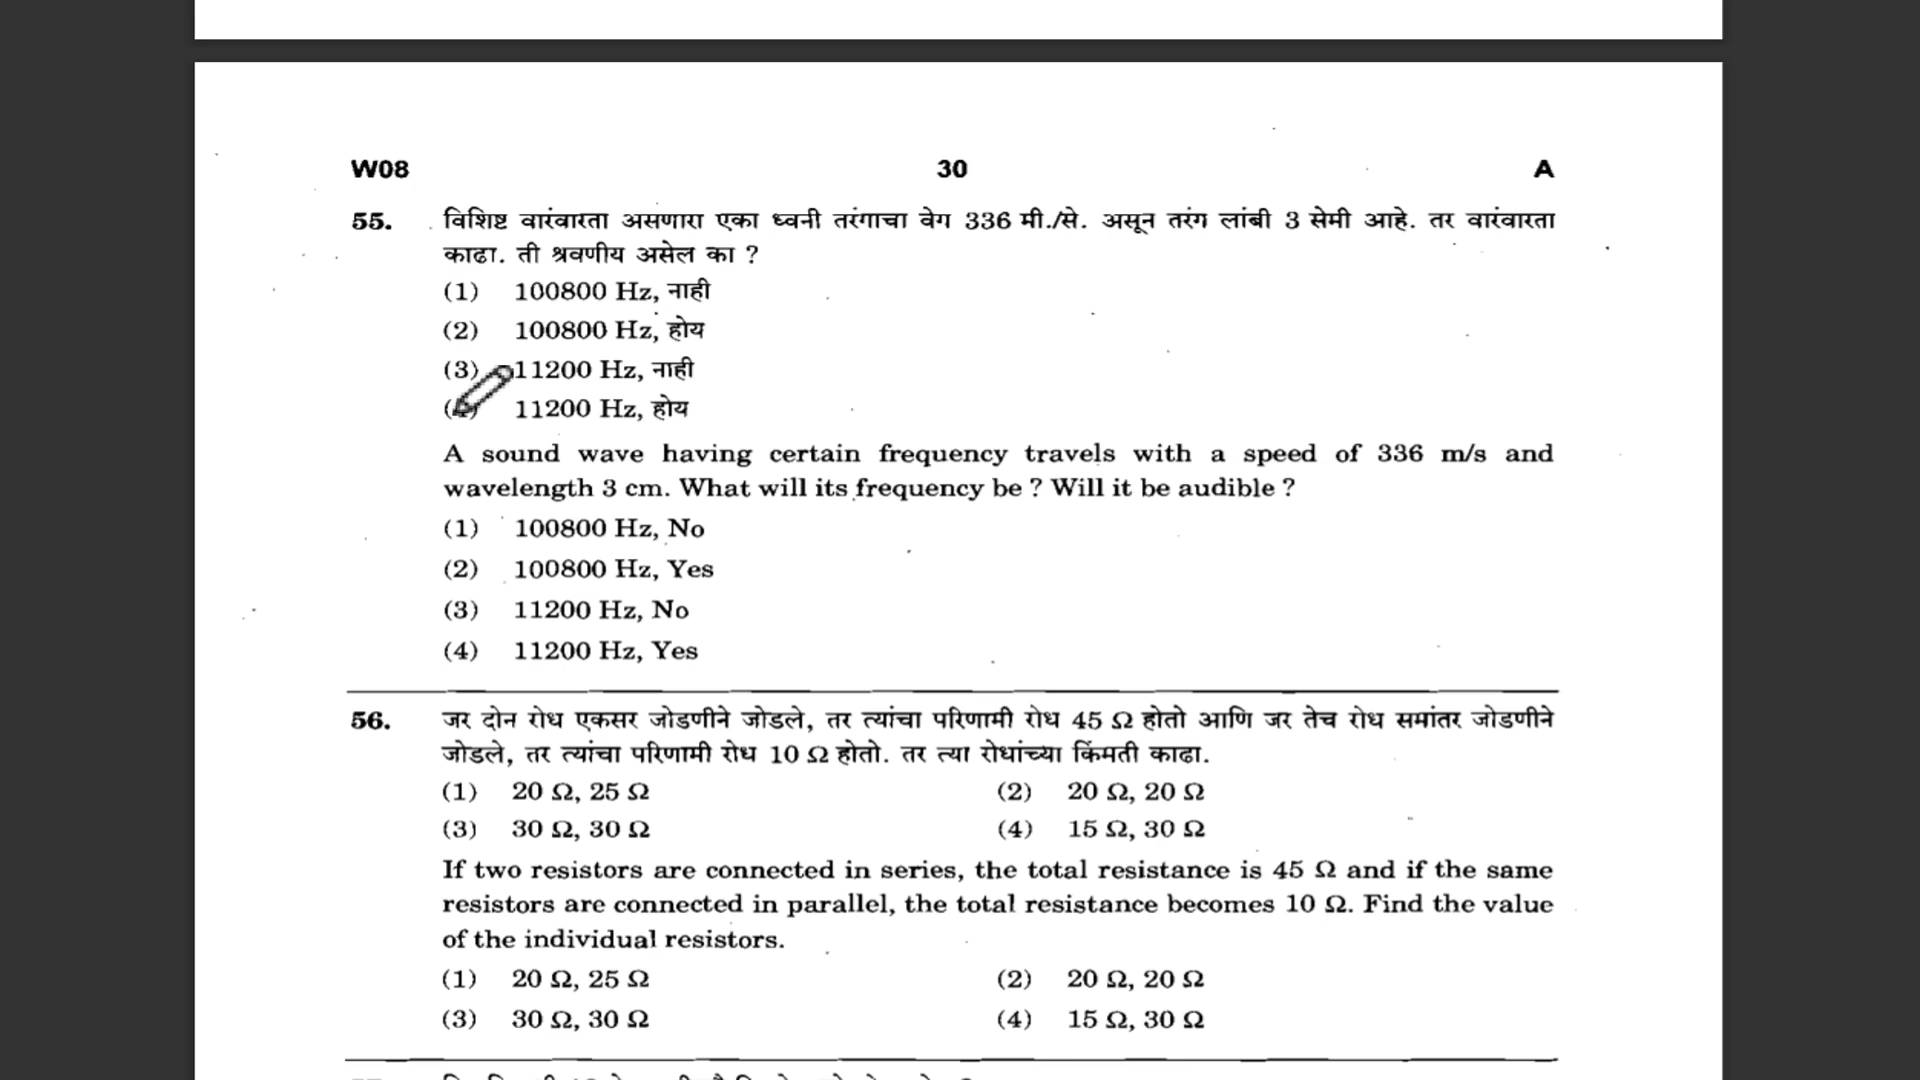 W08 30 A
55. विशिष्ट वारंवारता असणारा एका ध्वनी तरंगाचा वेग 336 मी./से. असून तरंग लांबी 3 सेमी आहे. तर वारंवारता
काढा. ती श्रवणीय असेल का ?
(1) 100800 Hz, नाही
(2) 100800 Hz, होय
(3) 11200 Hz, नाही
11200 Hz, होय
A sound wave having certain frequency travels with a speed of 336 m/s and
wavelength 3 cm. What will its frequency be ? Will it be audible ?
(1) 100800 Hz, No
(2) 100800 Hz, Yes
(3) 11200 Hz, No
(4) 11200 Hz, Yes
56. जर दोन रोध एकसर जोडणीने जोडले, तर त्यांचा परिणामी रोध 45 Ω होतो आणि जर तेच रोध समांतर जोडणीने
जोडले, तर त्यांचा परिणामी रोध 10 Ω होतो. तर त्या रोधांच्या किंमती काढा.
(1) 20 Ω, 25 Ω (2) 20 Ω, 20 Ω
(3) 30 Ω, 30 Ω (4) 15 Ω, 30 Ω
If two resistors are connected in series, the total resistance is 45 Ω and if the same
resistors are connected in parallel, the total resistance becomes 10 Ω. Find the value
of the individual resistors.
(1) 20 Ω, 25 Ω (2) 20 Ω, 20 Ω
(3) 30 Ω, 30 Ω (4) 15 Ω, 30 Ω